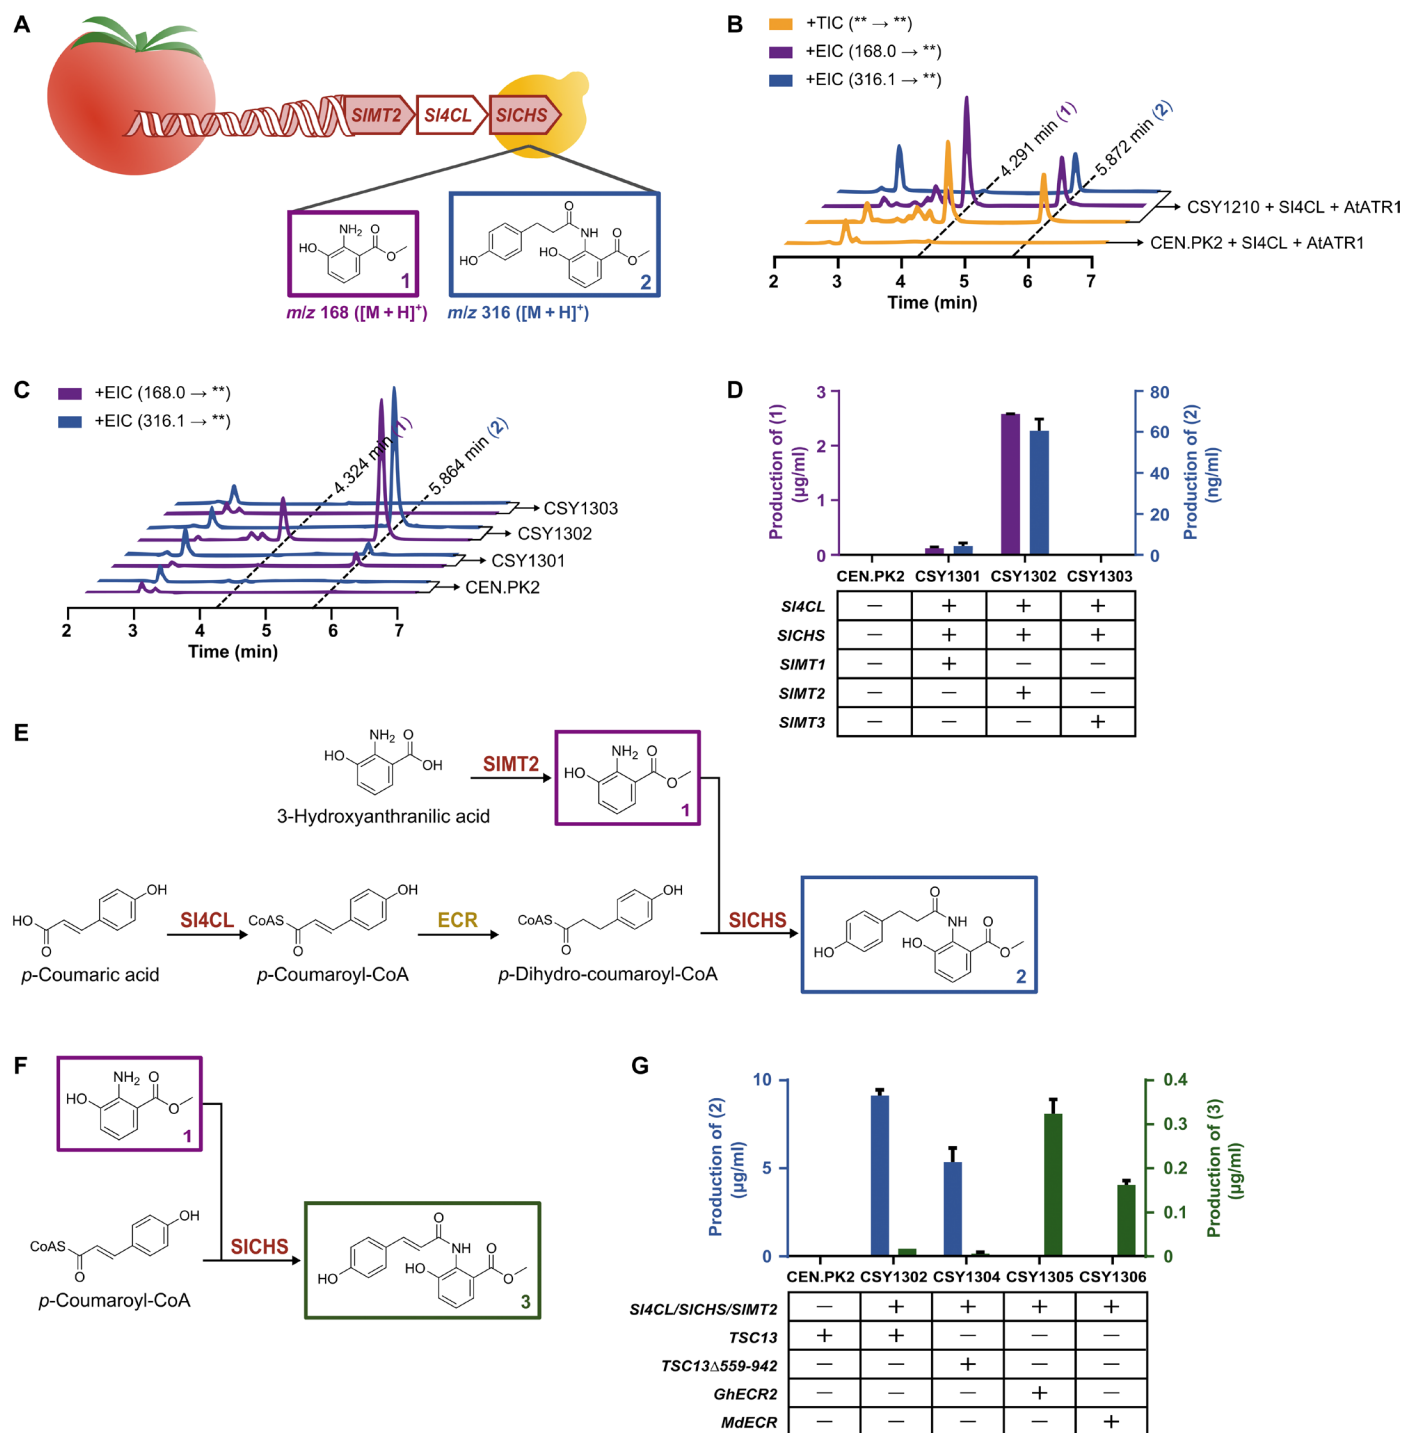 A
SlMT2
Sl4CL
SlCHS
NH2
O
HO
O
1
O
NH
O
HO
HO
O
2
m/z 168 ([M + H]+)
m/z 316 ([M + H]+)
B
+TIC (** → **)
+EIC (168.0 → **)
+EIC (316.1 → **)
4.291 min (1)
5.872 min (2)
CSY1210 + Sl4CL + AtATR1
CEN.PK2 + Sl4CL + AtATR1
2 3 4 5 6 7
Time (min)
C
+EIC (168.0 → **)
+EIC (316.1 → **)
4.324 min (1)
5.864 min (2)
CSY1303
CSY1302
CSY1301
CEN.PK2
2 3 4 5 6 7
Time (min)
D
Production of (1)
(µg/ml)
3
2
1
0
80
60
40
20
0
Production of (2)
(ng/ml)
CEN.PK2 CSY1301 CSY1302 CSY1303
Sl4CL — + + +
SlCHS — + + +
SlMT1 — + — —
SlMT2 — — + —
SlMT3 — — — +
E
NH2
O
HO
OH
3-Hydroxyanthranilic acid
SlMT2
NH2
O
HO
O
1
OH
HO
O
p-Coumaric acid
Sl4CL
OH
CoAS
O
p-Coumaroyl-CoA
ECR
OH
CoAS
O
p-Dihydro-coumaroyl-CoA
SlCHS
O
NH
O
HO
HO
O
2
F
NH2
O
HO
O
1
OH
CoAS
O
p-Coumaroyl-CoA
SlCHS
O
NH
O
HO
HO
O
3
G
Production of (2)
(µg/ml)
10
5
0
0.4
0.3
0.2
0.1
0
Production of (3)
(µg/ml)
CEN.PK2 CSY1302 CSY1304 CSY1305 CSY1306
Sl4CL/SlCHS/SlMT2 — + + + +
TSC13 + + — — —
TSC13Δ559-942 — — + — —
GhECR2 — — — + —
MdECR — — — — +